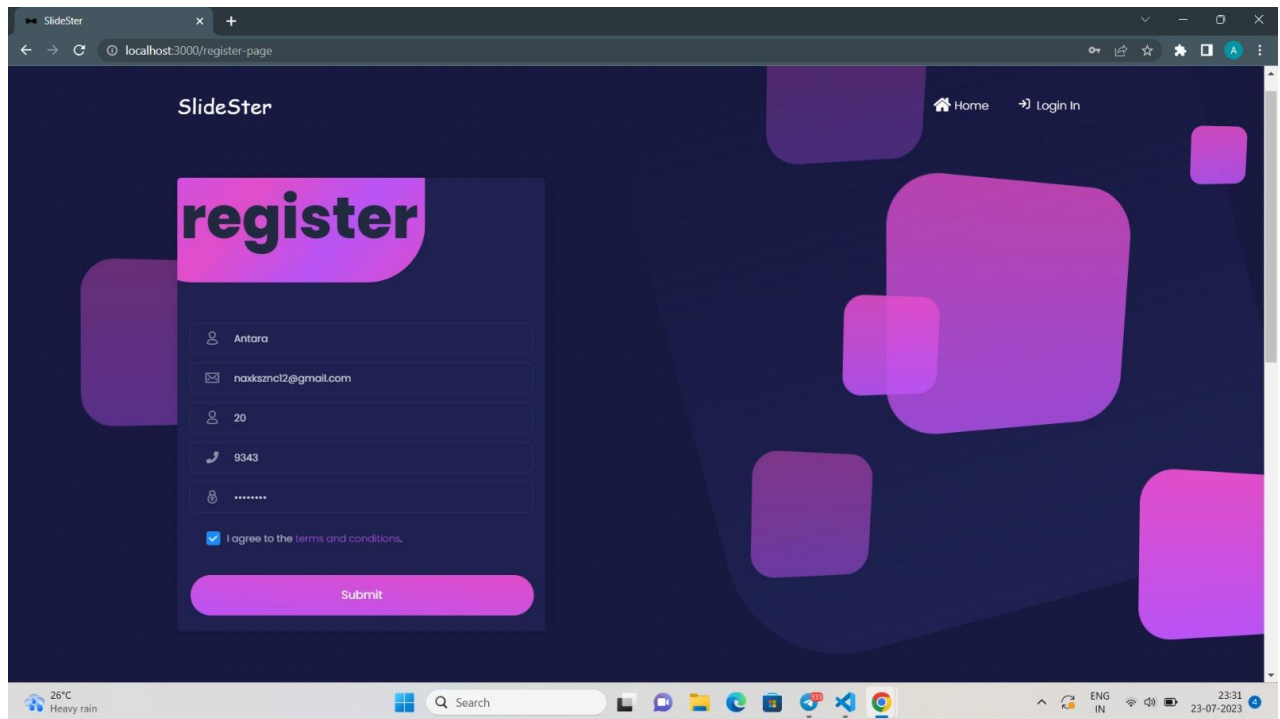 SlideSter
localhost:3000/register-page
A
SlideSter
Home
Login In
register
Antara
naxksznc12@gmail.com
20
9343
••••••••
I agree to the terms and conditions.
Submit
26°C
Heavy rain
Search
ENG
IN
23:31
23-07-2023
4